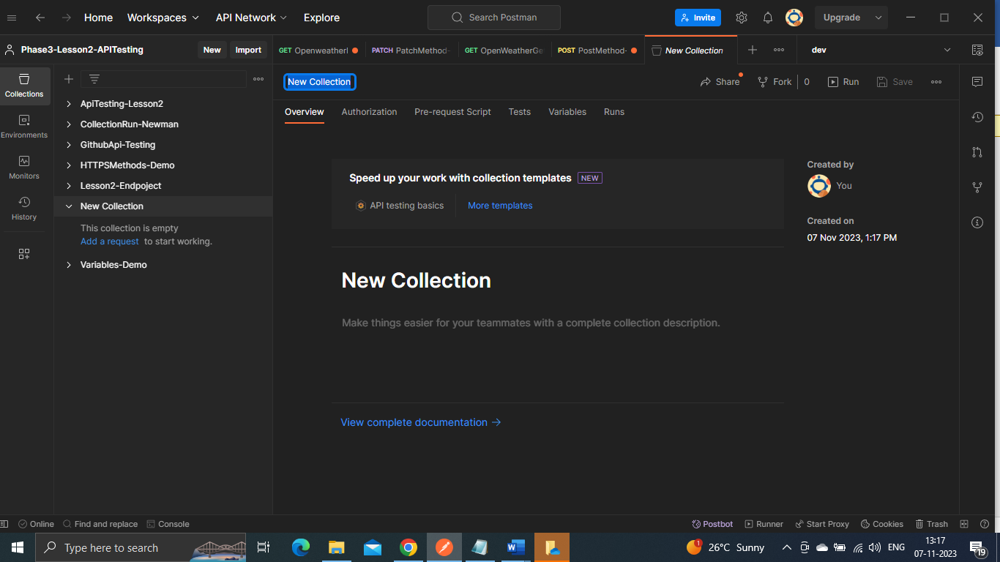 Home Workspaces API Network Explore Search Postman Invite Upgrade
Phase3-Lesson2-APITesting New Import GET Openweatherl PATCH PatchMethod- GET OpenWeatherGe POST PostMethod- New Collection dev
New Collection Share Fork 0 Run Save
Collections
Environments
Monitors
History
ApiTesting-Lesson2
CollectionRun-Newman
GithubApi-Testing
HTTPSMethods-Demo
Lesson2-Endpoject
New Collection
This collection is empty
Add a request to start working.
Variables-Demo
Overview Authorization Pre-request Script Tests Variables Runs
Speed up your work with collection templates NEW
API testing basics More templates
New Collection
Make things easier for your teammates with a complete collection description.
View complete documentation →
Created by
You
Created on
07 Nov 2023, 1:17 PM
Online Find and replace Console Postbot Runner Start Proxy Cookies Trash
Type here to search 1 26°C Sunny ENG 13:17
07-11-2023 19